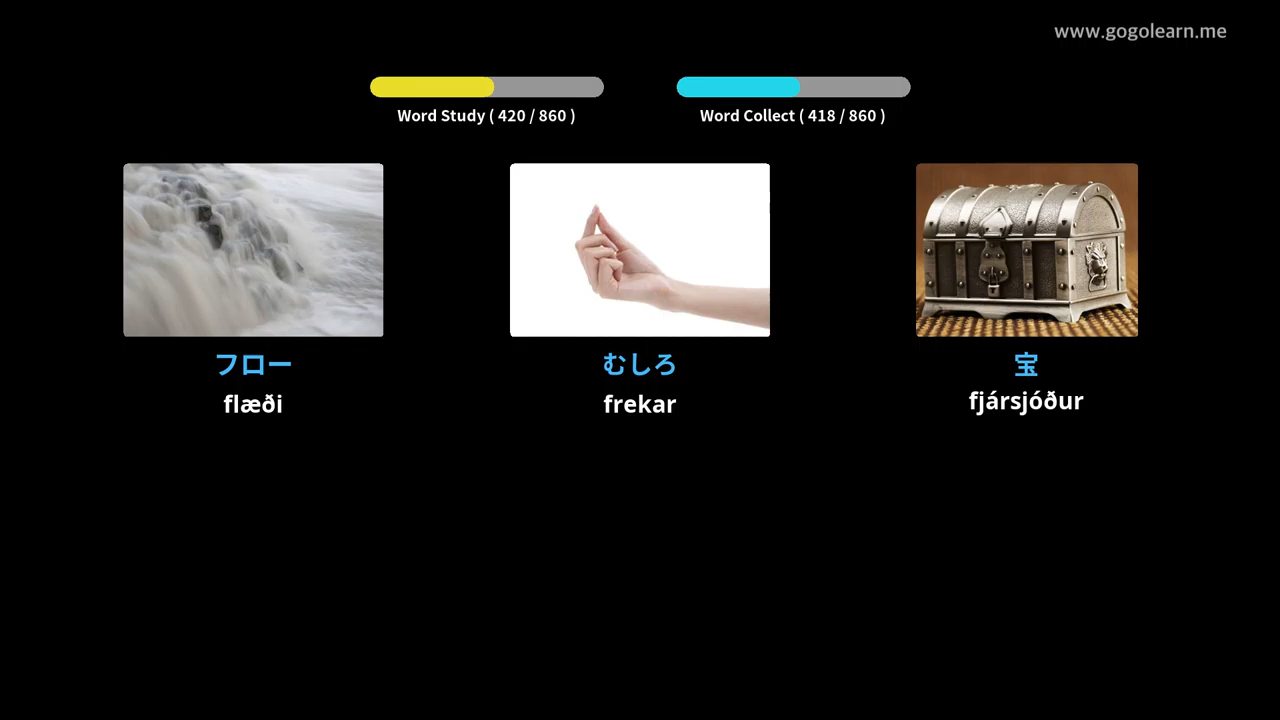 www.gogolearn.me
Word Study ( 420 / 860 )
Word Collect ( 418 / 860 )
フロー
flæði
むしろ
frekar
宝
fjársjóður